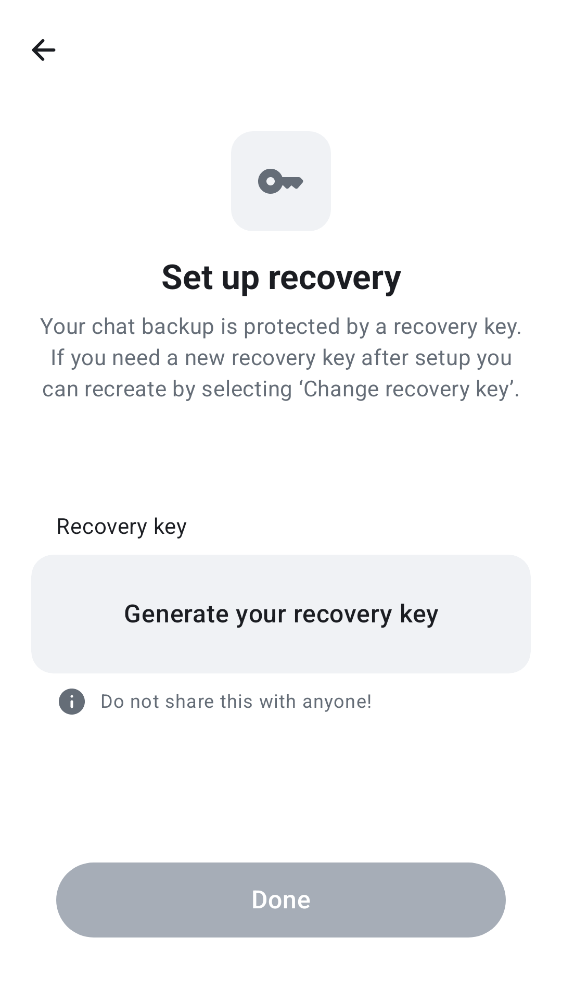 Set up recovery
Your chat backup is protected by a recovery key.
If you need a new recovery key after setup you
can recreate by selecting ‘Change recovery key’.
Recovery key
Generate your recovery key
Do not share this with anyone!
Done